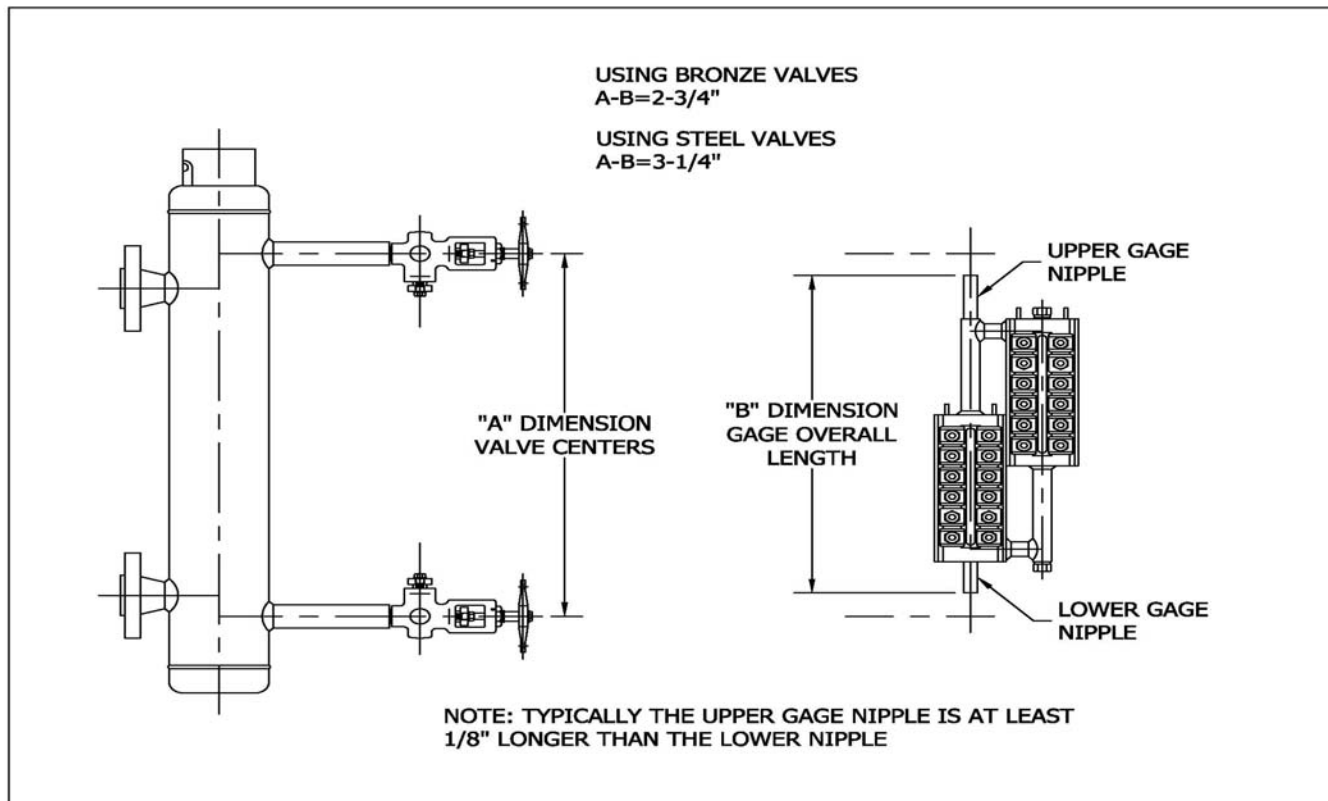 USING BRONZE VALVES
A-B=2-3/4"
USING STEEL VALVES
A-B=3-1/4"
UPPER GAGE
NIPPLE
"A" DIMENSION
VALVE CENTERS
"B" DIMENSION
GAGE OVERALL
LENGTH
LOWER GAGE
NIPPLE
NOTE: TYPICALLY THE UPPER GAGE NIPPLE IS AT LEAST
1/8" LONGER THAN THE LOWER NIPPLE